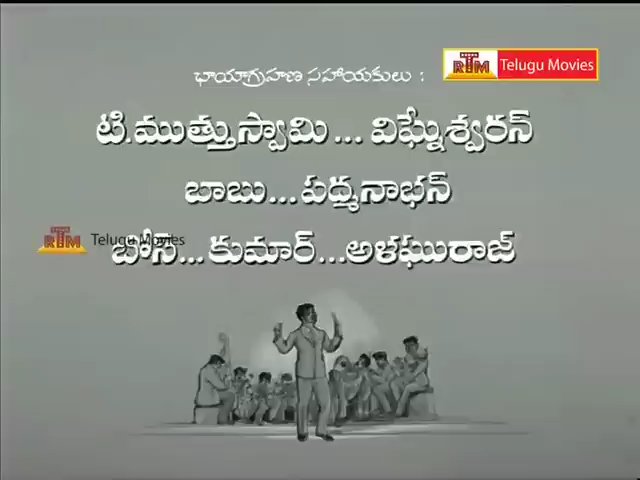 RTM Telugu Movies
ఛాయాగ్రహణ సహాయకులు :
టి.ముత్తుస్వామి... విఘ్నేశ్వరన్
బాబు...పద్మనాభన్
RTM Telugu Movies
బోస్...కుమార్...అళఘురాజ్